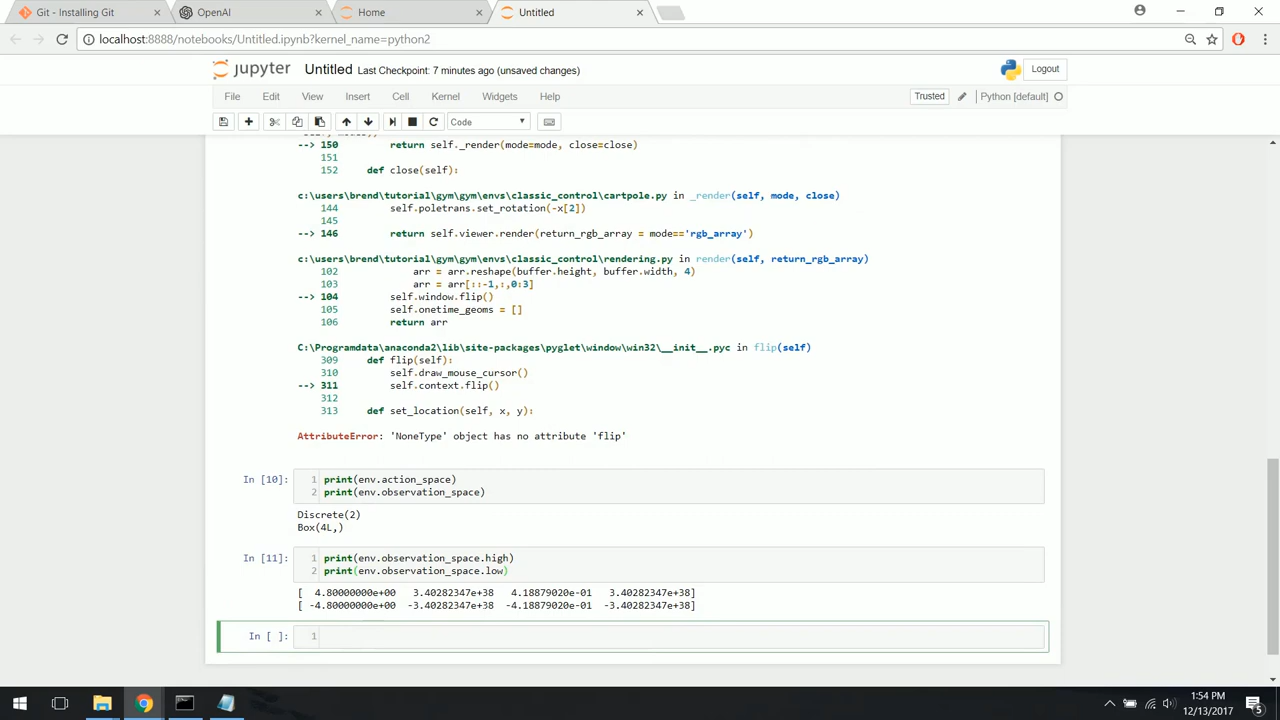 Git - Installing Git
OpenAI
Home
Untitled
localhost:8888/notebooks/Untitled.ipynb?kernel_name=python2
jupyter Untitled Last Checkpoint: 7 minutes ago (unsaved changes)
Logout
File Edit View Insert Cell Kernel Widgets Help
Trusted
Python [default]
Code
--> 150 return self._render(mode=mode, close=close)
151
152 def close(self):
c:\users\brend\tutorial\gym\gym\envs\classic_control\cartpole.py in _render(self, mode, close)
144 self.poletrans.set_rotation(-x[2])
145
--> 146 return self.viewer.render(return_rgb_array = mode=='rgb_array')
c:\users\brend\tutorial\gym\gym\envs\classic_control\rendering.py in render(self, return_rgb_array)
102 arr = arr.reshape(buffer.height, buffer.width, 4)
103 arr = arr[::-1,:,0:3]
--> 104 self.window.flip()
105 self.onetime_geoms = []
106 return arr
C:\Programdata\anaconda2\lib\site-packages\pyglet\window\win32\__init__.pyc in flip(self)
309 def flip(self):
310 self.draw_mouse_cursor()
--> 311 self.context.flip()
312
313 def set_location(self, x, y):
AttributeError: 'NoneType' object has no attribute 'flip'
In [10]: 1 print(env.action_space)
2 print(env.observation_space)
Discrete(2)
Box(4L,)
In [11]: 1 print(env.observation_space.high)
2 print(env.observation_space.low)
[ 4.80000000e+00 3.40282347e+38 4.18879020e-01 3.40282347e+38]
[ -4.80000000e+00 -3.40282347e+38 -4.18879020e-01 -3.40282347e+38]
In [ ]: 1
1:54 PM
12/13/2017
5